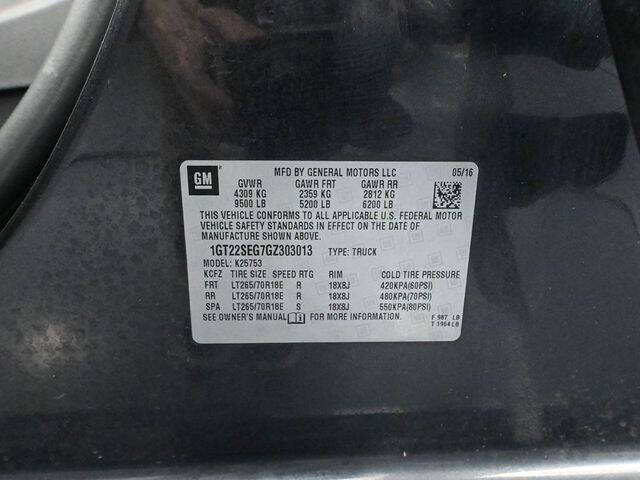 GM
MFD BY GENERAL MOTORS LLC 05/16
GVWR GAWR FRT GAWR RR
4309 KG 2359 KG 2812 KG
9500 LB 5200 LB 6200 LB
THIS VEHICLE CONFORMS TO ALL APPLICABLE U.S. FEDERAL MOTOR
VEHICLE SAFETY STANDARDS IN EFFECT ON THE DATE OF
MANUFACTURE SHOWN ABOVE.
1GT22SEG7GZ303013 TYPE: TRUCK
MODEL: K25753
KCFZ TIRE SIZE SPEED RTG RIM COLD TIRE PRESSURE
FRT LT265/70R18E R 18X8J 420KPA(60PSI)
RR LT265/70R18E R 18X8J 480KPA(70PSI)
SPA LT265/70R18E S 18X8J 550KPA(80PSI)
SEE OWNER'S MANUAL FOR MORE INFORMATION. F 987 LB
T 1964 LB